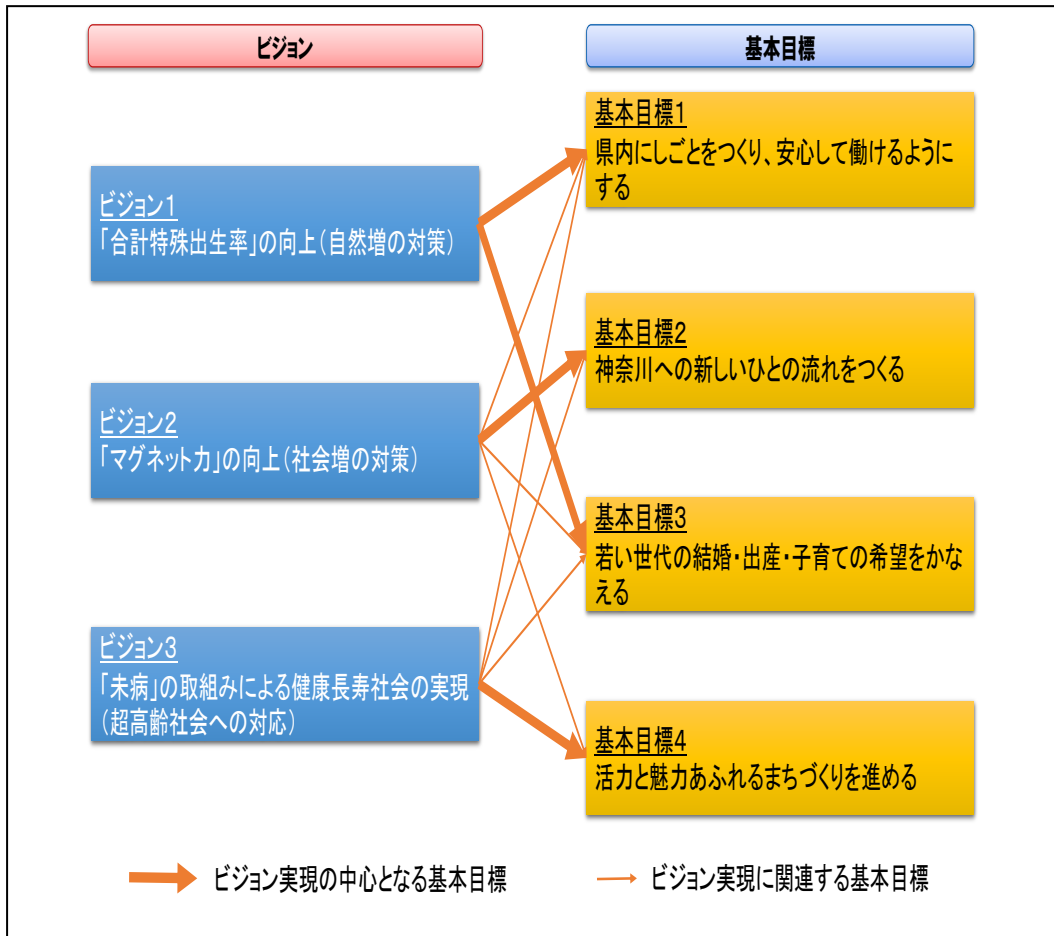 ビジョン
基本目標
ビジョン1
「合計特殊出生率」の向上(自然増の対策)
ビジョン2
「マグネット力」の向上(社会増の対策)
ビジョン3
「未病」の取組みによる健康長寿社会の実現
(超高齢社会への対応)
基本目標1
県内にしごとをつくり、安心して働けるように
する
基本目標2
神奈川への新しいひとの流れをつくる
基本目標3
若い世代の結婚・出産・子育ての希望をかな
える
基本目標4
活力と魅力あふれるまちづくりを進める
ビジョン実現の中心となる基本目標
ビジョン実現に関連する基本目標